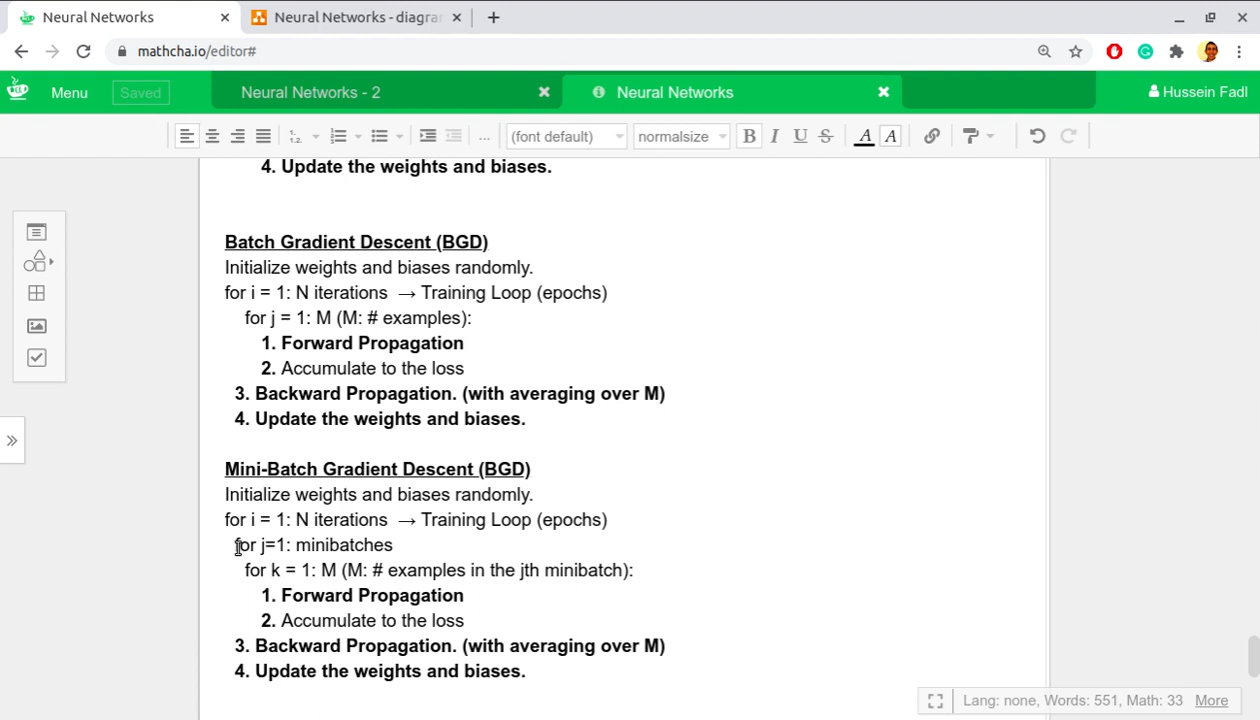 Neural Networks
Neural Networks - diagra
mathcha.io/editor#
Menu
Saved
Neural Networks - 2
Neural Networks
Hussein Fadl
(font default)
normalsize
B I U S A A
4. Update the weights and biases.
Batch Gradient Descent (BGD)
Initialize weights and biases randomly.
for i = 1: N iterations → Training Loop (epochs)
for j = 1: M (M: # examples):
1. Forward Propagation
2. Accumulate to the loss
3. Backward Propagation. (with averaging over M)
4. Update the weights and biases.
Mini-Batch Gradient Descent (BGD)
Initialize weights and biases randomly.
for i = 1: N iterations → Training Loop (epochs)
for j=1: minibatches
for k = 1: M (M: # examples in the jth minibatch):
1. Forward Propagation
2. Accumulate to the loss
3. Backward Propagation. (with averaging over M)
4. Update the weights and biases.
Lang: none, Words: 551, Math: 33 More